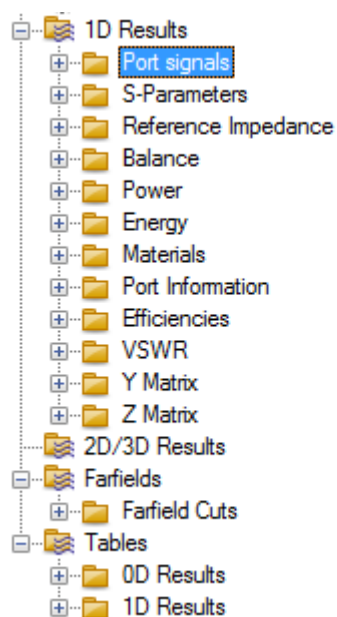 1D Results
Port signals
S-Parameters
Reference Impedance
Balance
Power
Energy
Materials
Port Information
Efficiencies
VSWR
Y Matrix
Z Matrix
2D/3D Results
Farfields
Farfield Cuts
Tables
0D Results
1D Results